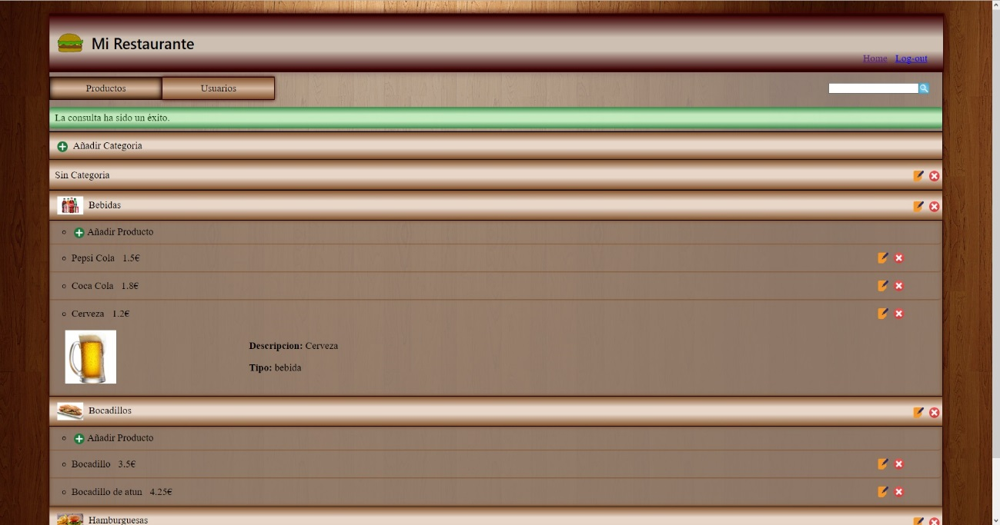 Mi Restaurante
Home Log-out
Productos Usuarios
La consulta ha sido un éxito.
Añadir Categoria
Sin Categoria
Bebidas
Añadir Producto
Pepsi Cola 1.5€
Coca Cola 1.8€
Cerveza 1.2€
Descripcion: Cerveza
Tipo: bebida
Bocadillos
Añadir Producto
Bocadillo 3.5€
Bocadillo de atun 4.25€
Hamburguesas